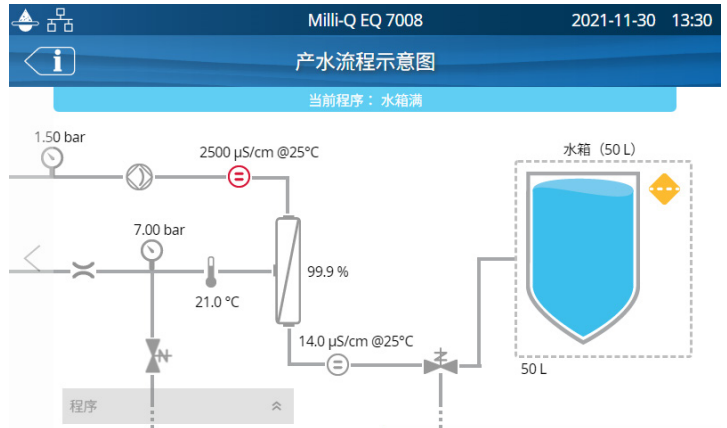 Milli-Q EQ 7008
2021-11-30 13:30
i
产水流程示意图
当前程序： 水箱满
1.50 bar
2500 µS/cm @25°C
水箱（50 L）
7.00 bar
99.9 %
21.0 °C
14.0 µS/cm @25°C
50 L
程序